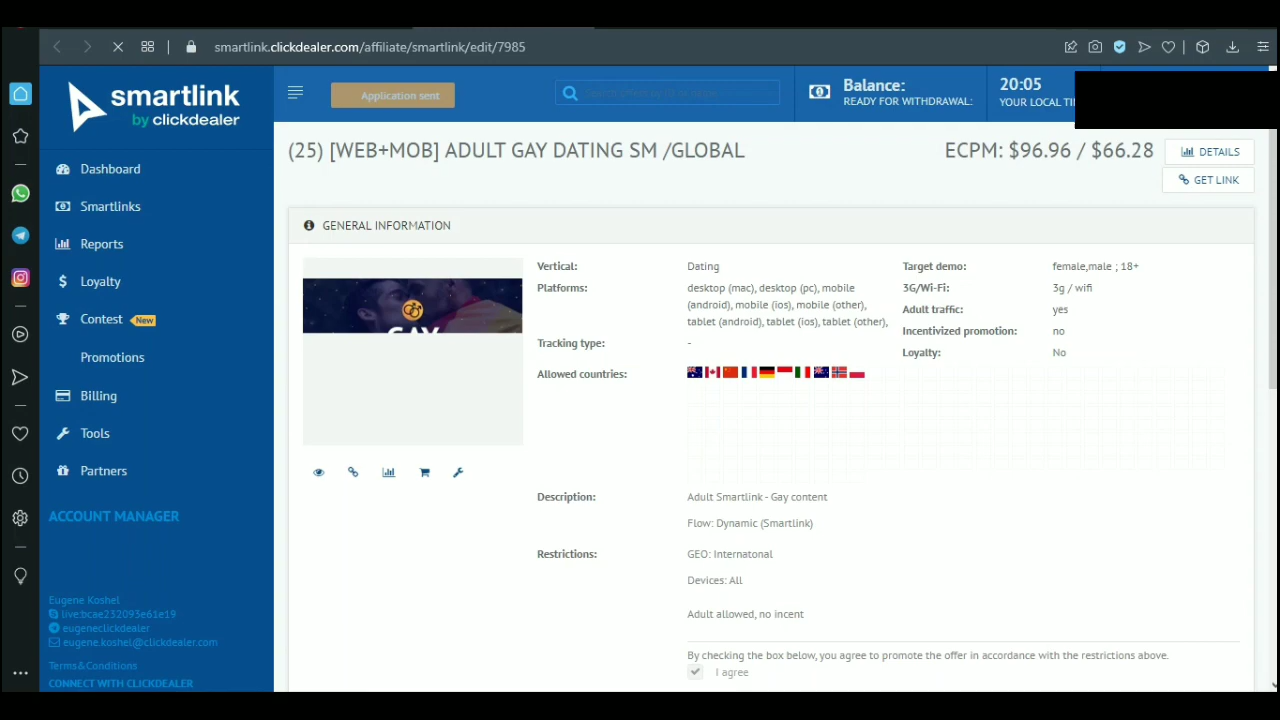 smartlink.clickdealer.com/affiliate/smartlink/edit/7985
smartlink
by clickdealer
Application sent
Balance:
READY FOR WITHDRAWAL:
20:05
YOUR LOCAL
Dashboard
Smartlinks
Reports
Loyalty
Contest New
Promotions
Billing
Tools
Partners
ACCOUNT MANAGER
Eugene Koshel
live:bcae232093e61e19
eugeneclickdealer
eugene.koshel@clickdealer.com
Terms&Conditions
CONNECT WITH CLICKDEALER
(25) [WEB+MOB] ADULT GAY DATING SM /GLOBAL
ECPM: $96.96 / $66.28
DETAILS
GET LINK
GENERAL INFORMATION
GAY
Vertical: Dating
Platforms: desktop (mac), desktop (pc), mobile
(android), mobile (ios), mobile (other),
tablet (android), tablet (ios), tablet (other),
Tracking type: -
Allowed countries:
Target demo: female,male ; 18+
3G/Wi-Fi: 3g / wifi
Adult traffic: yes
Incentivized promotion: no
Loyalty: No
Description: Adult Smartlink - Gay content
Flow: Dynamic (Smartlink)
Restrictions: GEO: Internatonal
Devices: All
Adult allowed, no incent
By checking the box below, you agree to promote the offer in accordance with the restrictions above.
I agree